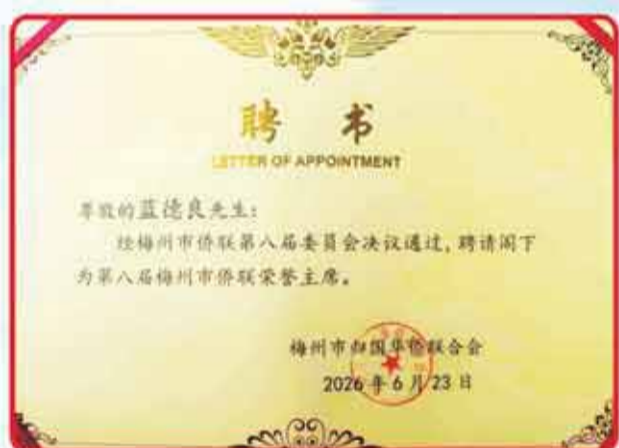 聘 书
LETTER OF APPOINTMENT
尊敬的蓝德良先生：
经梅州市侨联第八届委员会决议通过，聘请阁下
为第八届梅州市侨联荣誉主席。
梅州市归国华侨联合会
2026年6月23日